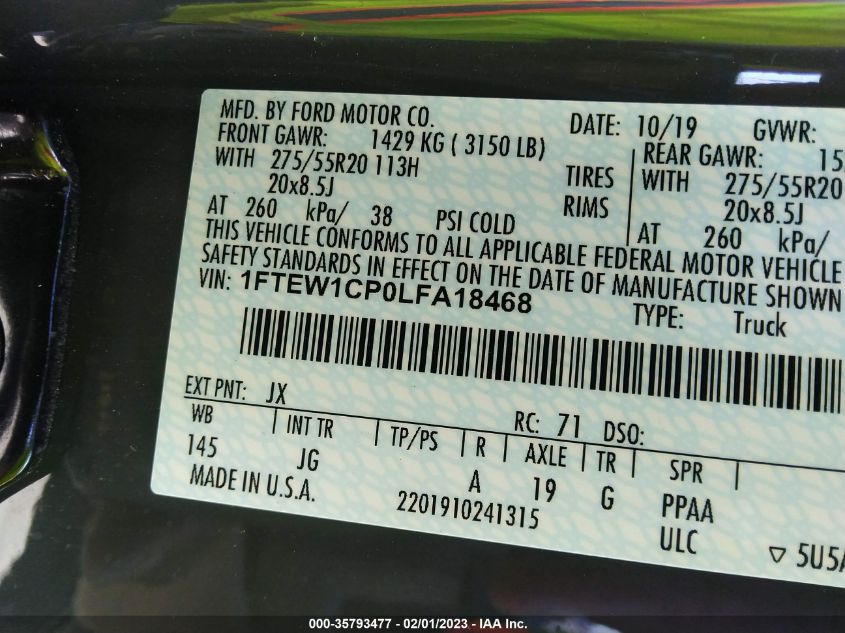 MFD. BY FORD MOTOR CO. DATE: 10/19 GVWR:
FRONT GAWR: 1429 KG ( 3150 LB) REAR GAWR: 15
WITH 275/55R20 113H TIRES WITH 275/55R20
20x8.5J RIMS 20x8.5J
AT 260 kPa/ 38 PSI COLD AT 260 kPa/
THIS VEHICLE CONFORMS TO ALL APPLICABLE FEDERAL MOTOR VEHICLE
SAFETY STANDARDS IN EFFECT ON THE DATE OF MANUFACTURE SHOWN
VIN: 1FTEW1CP0LFA18468
TYPE: Truck
EXT PNT: JX RC: 71 DSO:
WB INT TR TP/PS R AXLE TR SPR
145 JG A 19 G PPAA
MADE IN U.S.A. 2201910241315 ULC
▽ 5U5A
000-35793477 - 02/01/2023 - IAA Inc.